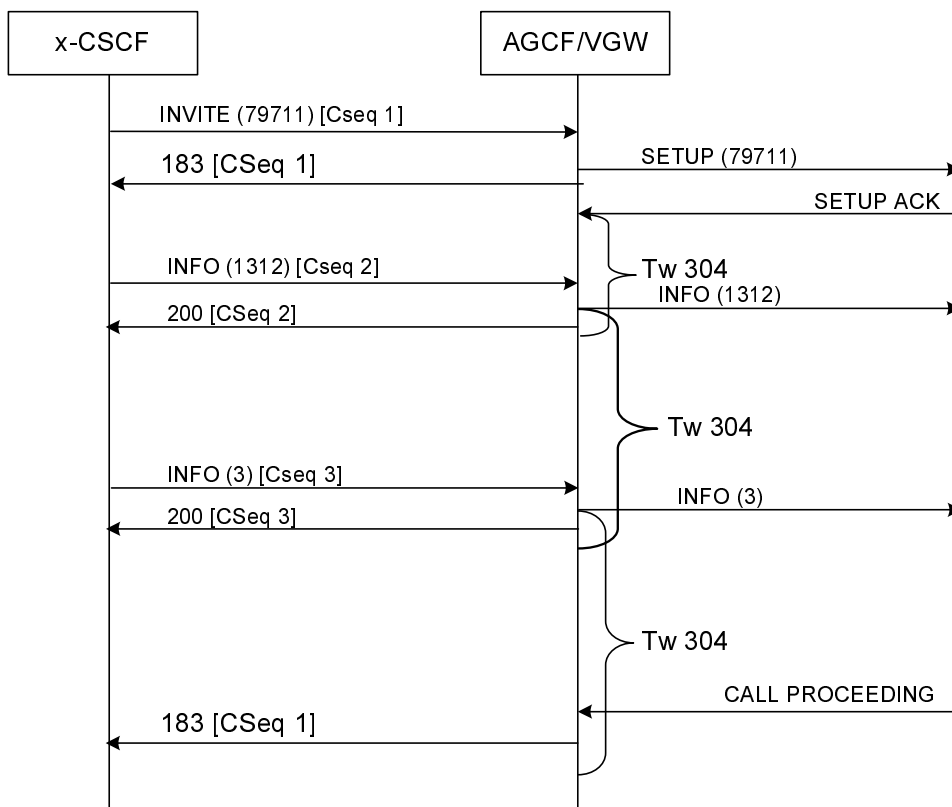 x-CSCF
AGCF/VGW
INVITE (79711) [Cseq 1]
183 [CSeq 1]
SETUP (79711)
SETUP ACK
INFO (1312) [Cseq 2]
Tw 304
INFO (1312)
200 [CSeq 2]
Tw 304
INFO (3) [Cseq 3]
INFO (3)
200 [CSeq 3]
Tw 304
CALL PROCEEDING
183 [CSeq 1]